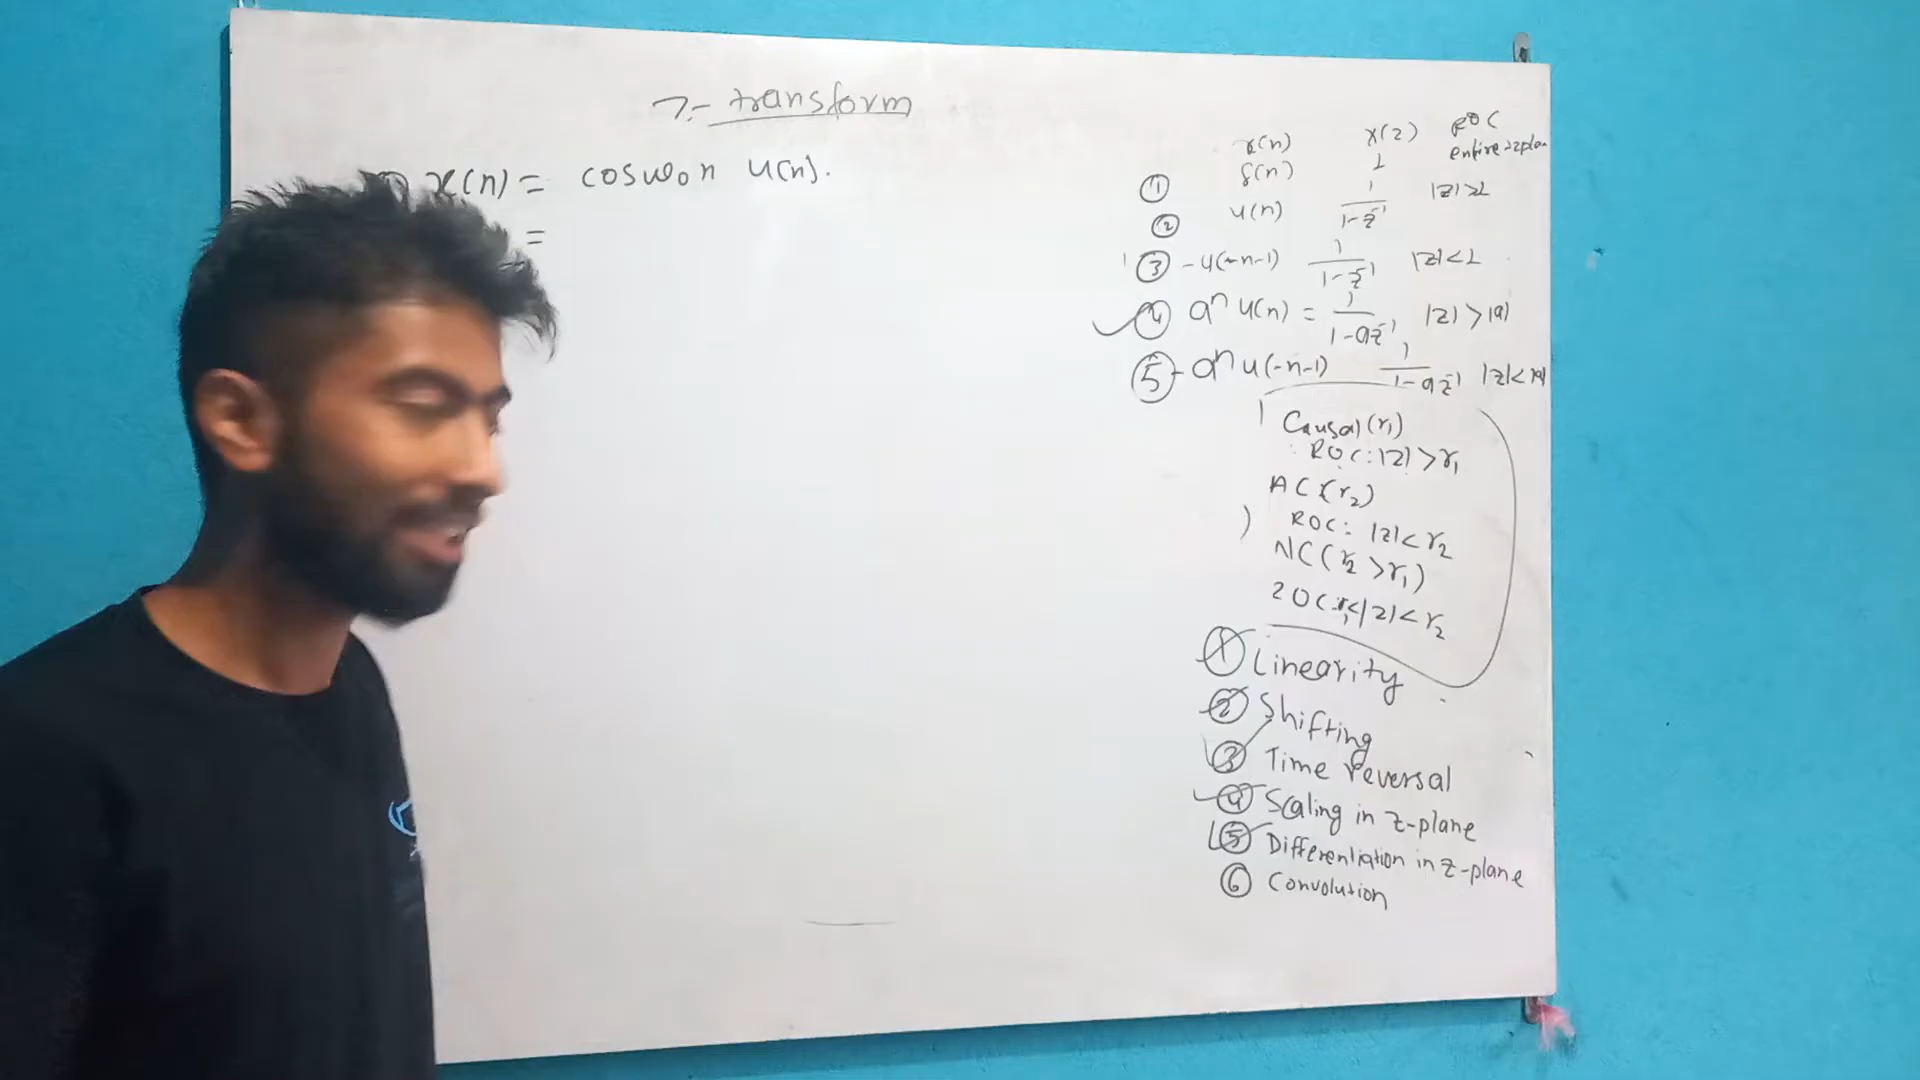 Z- transform
① x(n) = cosω₀n u(n).
=
x(n) X(z) ROC
δ(n) 1 entire z plan
① 
② u(n) 1/1-z⁻¹ |z|>1
③ -u(-n-1) 1/1-z⁻¹ |z|<1
④ aⁿ u(n) = 1/1-az⁻¹ |z| > |a|
⑤ -aⁿ u(-n-1) 1/1-az⁻¹ |z|<|a|
Causal (r₁)
ROC: |z| > r₁
AC (r₂)
ROC: |z| < r₂
NC (r₂ > r₁)
ROC: r₁<|z|< r₂
① Linearity
② Shifting
③ Time reversal
④ Scaling in z-plane
⑤ Differentiation in z-plane
⑥ Convolution